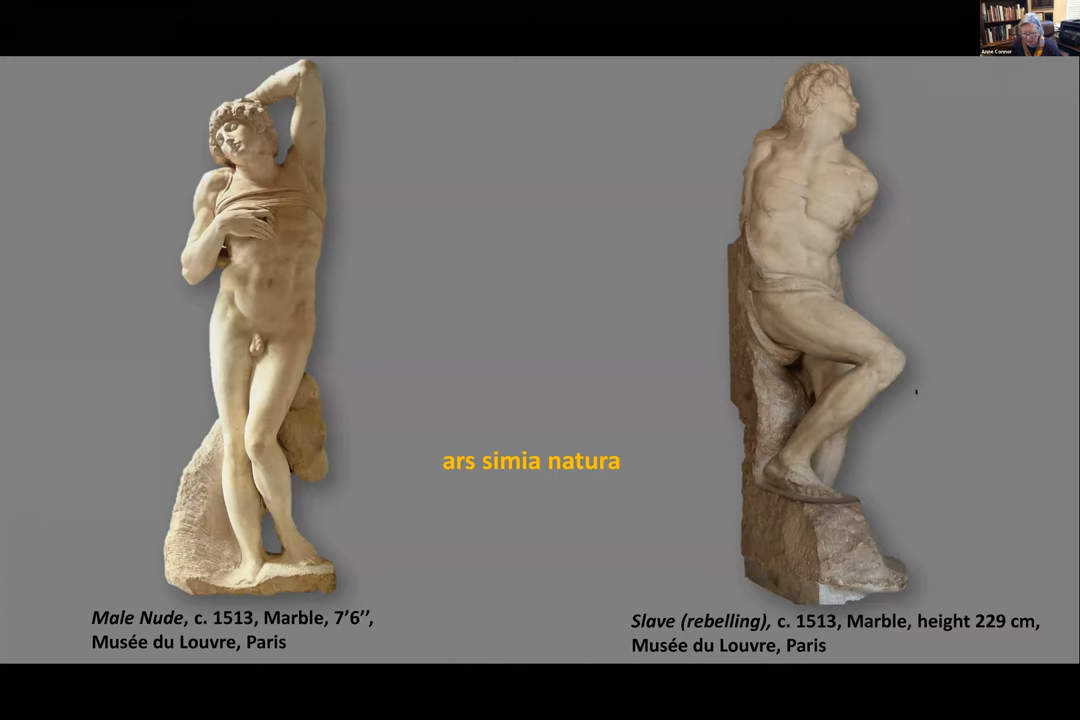 Anne Connor
ars simia natura
Male Nude, c. 1513, Marble, 7’6’’,
Musée du Louvre, Paris
Slave (rebelling), c. 1513, Marble, height 229 cm,
Musée du Louvre, Paris